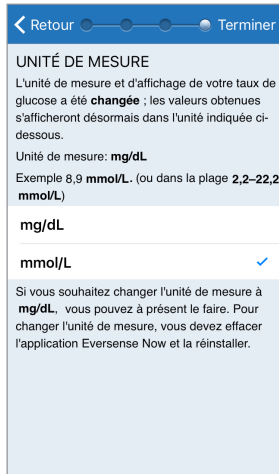 Retour Terminer
UNITÉ DE MESURE
L'unité de mesure et d'affichage de votre taux de
glucose a été changée ; les valeurs obtenues
s'afficheront désormais dans l'unité indiquée ci-
dessous.
Unité de mesure: mg/dL
Exemple 8,9 mmol/L. (ou dans la plage 2,2–22,2
mmol/L)
mg/dL
mmol/L
Si vous souhaitez changer l'unité de mesure à
mg/dL, vous pouvez à présent le faire. Pour
changer l'unité de mesure, vous devez effacer
l'application Eversense Now et la réinstaller.